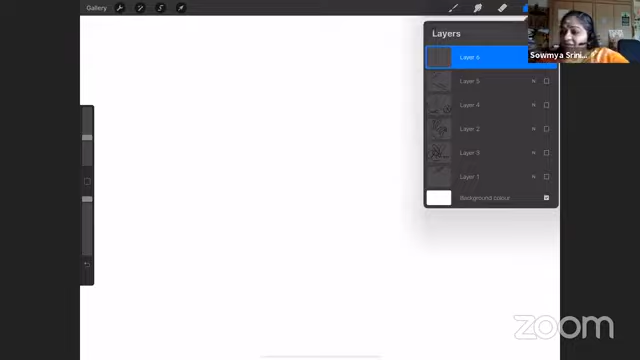 Gallery
Layers
Sowmya Srini...
Layer 6
Layer 5
N
Layer 4
N
Layer 2
N
Layer 3
N
Layer 1
N
Background colour
zoom